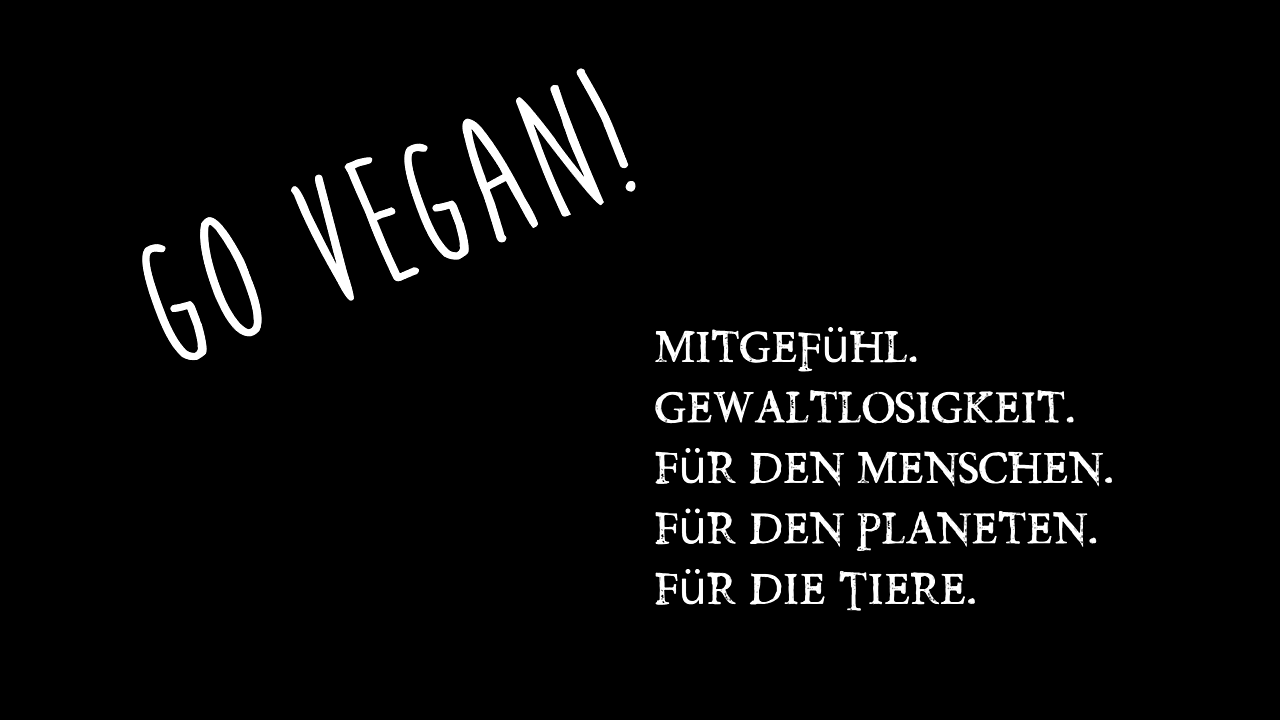 GO VEGAN!
MITGEFÜHL.
GEWALTLOSIGKEIT.
FÜR DEN MENSCHEN.
FÜR DEN PLANETEN.
FÜR DIE TIERE.